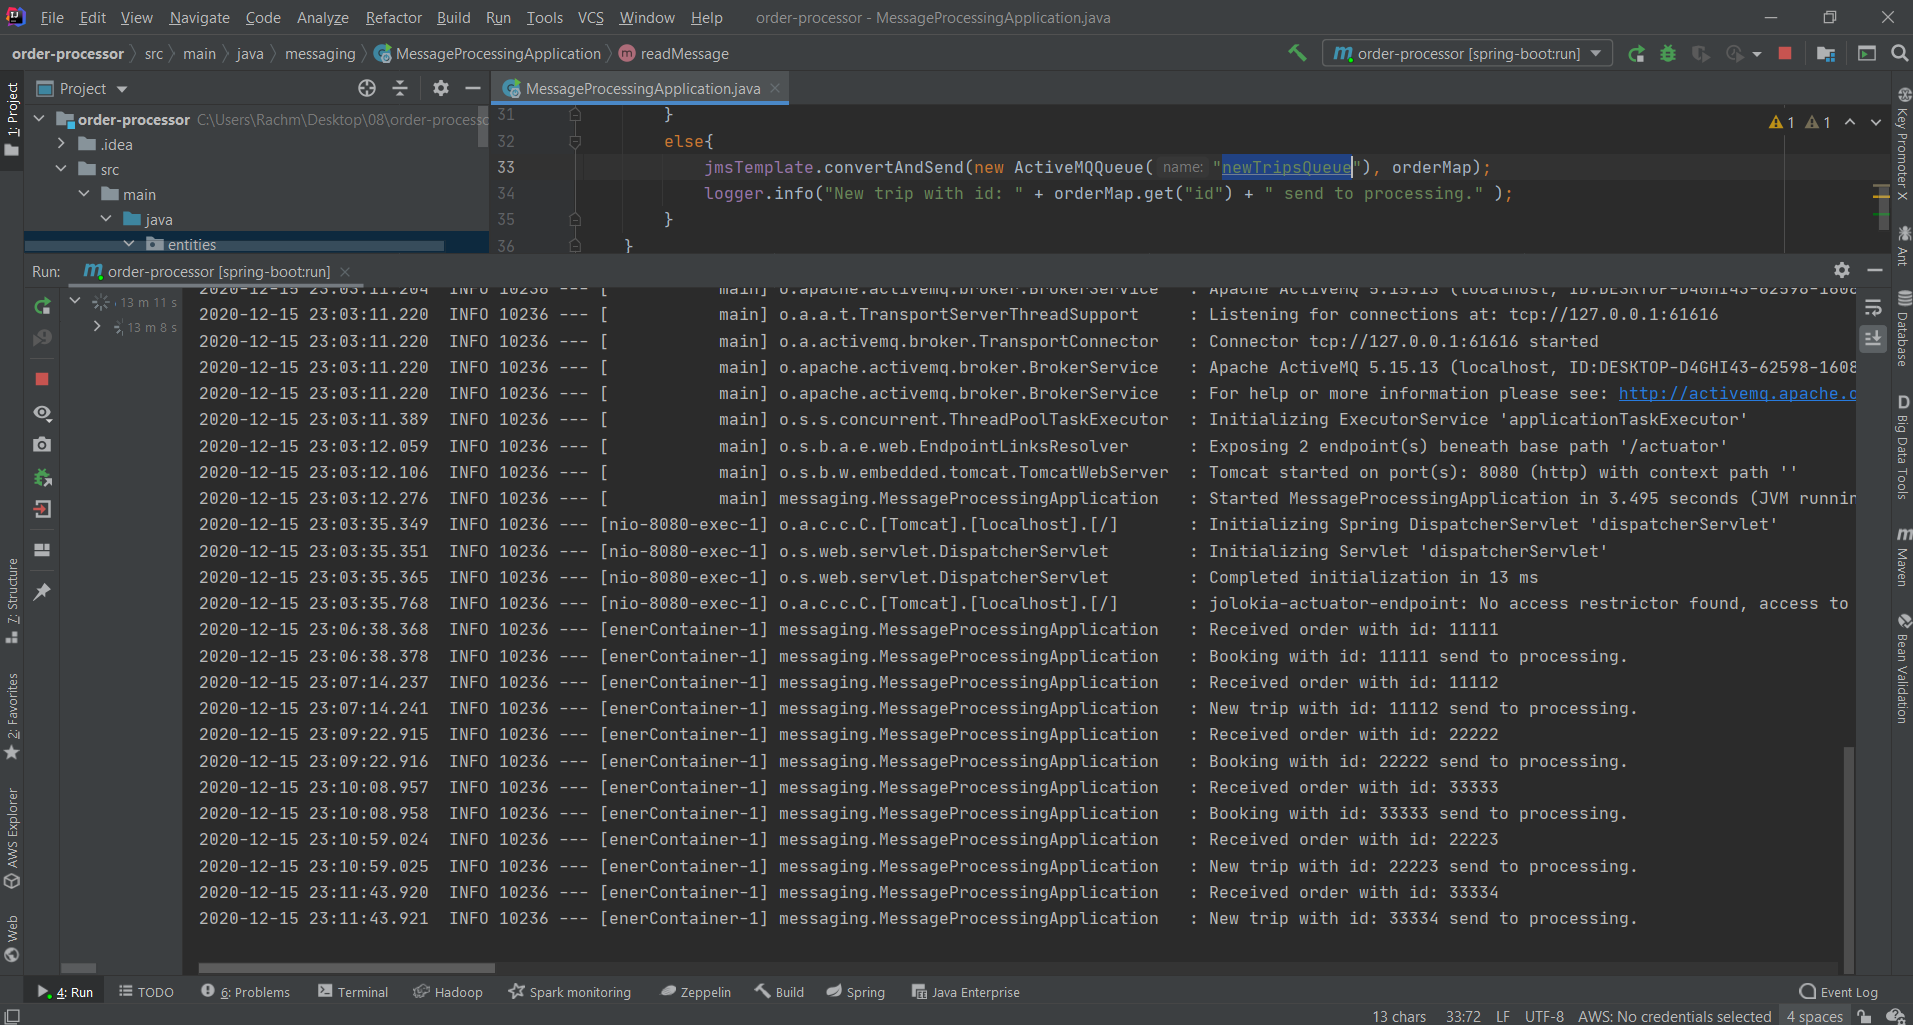 File Edit View Navigate Code Analyze Refactor Build Run Tools VCS Window Help order-processor - MessageProcessingApplication.java
order-processor src main java messaging MessageProcessingApplication m readMessage
m order-processor [spring-boot:run]
1: Project
Project
MessageProcessingApplication.java
order-processor C:\Users\Rachm\Desktop\08\order-processo
.idea
src
main
java
entities
31 }
32 else{
33 jmsTemplate.convertAndSend(new ActiveMQQueue( name: "newTripsQueue"), orderMap);
34 logger.info("New trip with id: " + orderMap.get("id") + " send to processing." );
35 }
36 }
1 1
Run: m order-processor [spring-boot:run]
13 m 11 s
13 m 8 s
2020-12-15 23:03:11.204 INFO 10236 --- [ main] o.apache.activemq.broker.BrokerService : Apache ActiveMQ 5.15.13 (localhost, ID:DESKTOP-D4GHI43-62598-1608
2020-12-15 23:03:11.220 INFO 10236 --- [ main] o.a.a.t.TransportServerThreadSupport : Listening for connections at: tcp://127.0.0.1:61616
2020-12-15 23:03:11.220 INFO 10236 --- [ main] o.a.activemq.broker.TransportConnector : Connector tcp://127.0.0.1:61616 started
2020-12-15 23:03:11.220 INFO 10236 --- [ main] o.apache.activemq.broker.BrokerService : Apache ActiveMQ 5.15.13 (localhost, ID:DESKTOP-D4GHI43-62598-1608
2020-12-15 23:03:11.220 INFO 10236 --- [ main] o.apache.activemq.broker.BrokerService : For help or more information please see: http://activemq.apache.o
2020-12-15 23:03:11.389 INFO 10236 --- [ main] o.s.s.concurrent.ThreadPoolTaskExecutor : Initializing ExecutorService 'applicationTaskExecutor'
2020-12-15 23:03:12.059 INFO 10236 --- [ main] o.s.b.a.e.web.EndpointLinksResolver : Exposing 2 endpoint(s) beneath base path '/actuator'
2020-12-15 23:03:12.106 INFO 10236 --- [ main] o.s.b.w.embedded.tomcat.TomcatWebServer : Tomcat started on port(s): 8080 (http) with context path ''
2020-12-15 23:03:12.276 INFO 10236 --- [ main] messaging.MessageProcessingApplication : Started MessageProcessingApplication in 3.495 seconds (JVM runnin
2020-12-15 23:03:35.349 INFO 10236 --- [nio-8080-exec-1] o.a.c.c.C.[Tomcat].[localhost].[/] : Initializing Spring DispatcherServlet 'dispatcherServlet'
2020-12-15 23:03:35.351 INFO 10236 --- [nio-8080-exec-1] o.s.web.servlet.DispatcherServlet : Initializing Servlet 'dispatcherServlet'
2020-12-15 23:03:35.365 INFO 10236 --- [nio-8080-exec-1] o.s.web.servlet.DispatcherServlet : Completed initialization in 13 ms
2020-12-15 23:03:35.768 INFO 10236 --- [nio-8080-exec-1] o.a.c.c.C.[Tomcat].[localhost].[/] : jolokia-actuator-endpoint: No access restrictor found, access to
2020-12-15 23:06:38.368 INFO 10236 --- [enerContainer-1] messaging.MessageProcessingApplication : Received order with id: 11111
2020-12-15 23:06:38.378 INFO 10236 --- [enerContainer-1] messaging.MessageProcessingApplication : Booking with id: 11111 send to processing.
2020-12-15 23:07:14.237 INFO 10236 --- [enerContainer-1] messaging.MessageProcessingApplication : Received order with id: 11112
2020-12-15 23:07:14.241 INFO 10236 --- [enerContainer-1] messaging.MessageProcessingApplication : New trip with id: 11112 send to processing.
2020-12-15 23:09:22.915 INFO 10236 --- [enerContainer-1] messaging.MessageProcessingApplication : Received order with id: 22222
2020-12-15 23:09:22.916 INFO 10236 --- [enerContainer-1] messaging.MessageProcessingApplication : Booking with id: 22222 send to processing.
2020-12-15 23:10:08.957 INFO 10236 --- [enerContainer-1] messaging.MessageProcessingApplication : Received order with id: 33333
2020-12-15 23:10:08.958 INFO 10236 --- [enerContainer-1] messaging.MessageProcessingApplication : Booking with id: 33333 send to processing.
2020-12-15 23:10:59.024 INFO 10236 --- [enerContainer-1] messaging.MessageProcessingApplication : Received order with id: 22223
2020-12-15 23:10:59.025 INFO 10236 --- [enerContainer-1] messaging.MessageProcessingApplication : New trip with id: 22223 send to processing.
2020-12-15 23:11:43.920 INFO 10236 --- [enerContainer-1] messaging.MessageProcessingApplication : Received order with id: 33334
2020-12-15 23:11:43.921 INFO 10236 --- [enerContainer-1] messaging.MessageProcessingApplication : New trip with id: 33334 send to processing.
7: Structure
2: Favorites
AWS Explorer
Web
Key Promoter X
Ant
Database
D Big Data Tools
m Maven
Bean Validation
4: Run TODO 6: Problems Terminal Hadoop Spark monitoring Zeppelin Build Spring Java Enterprise Event Log
13 chars 33:72 LF UTF-8 AWS: No credentials selected 4 spaces